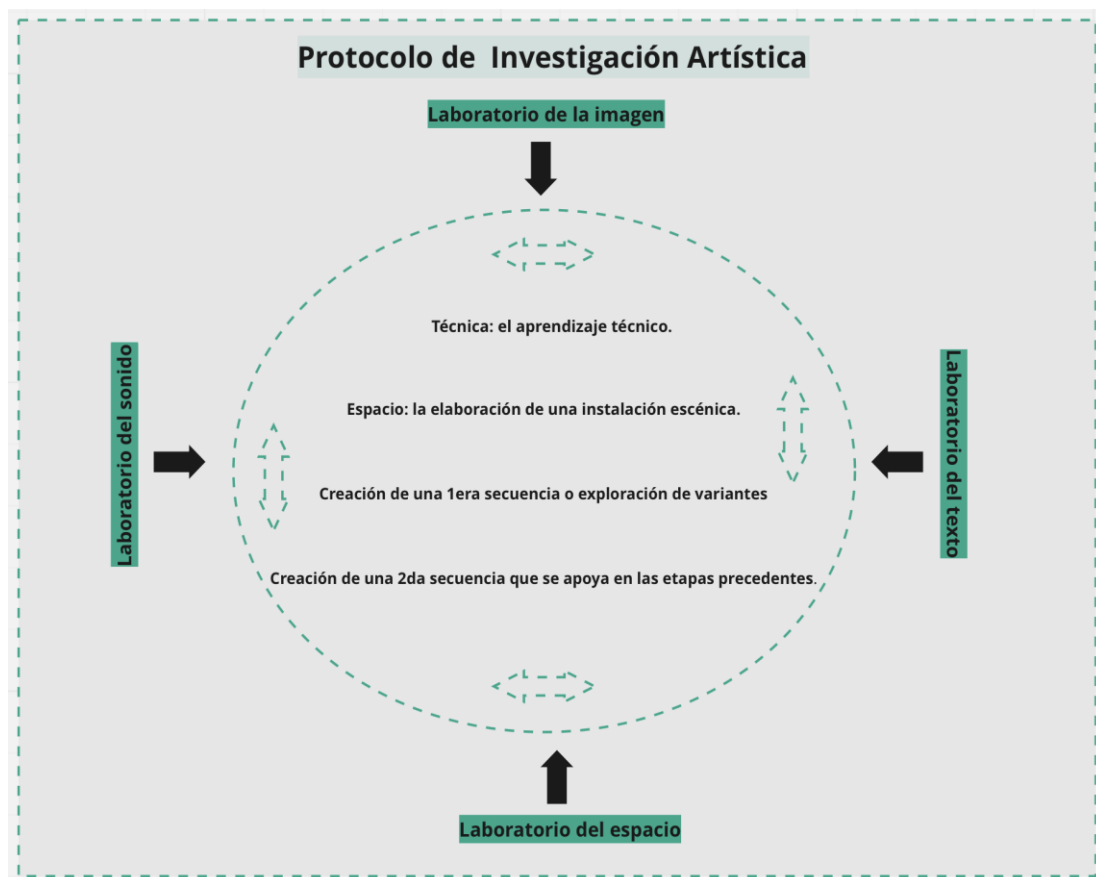 Protocolo de  Investigación Artística
Laboratorio de la imagen
Técnica: el aprendizaje técnico.
Laboratorio del sonido
Laboratorio del texto
Espacio: la elaboración de una instalación escénica.
Creación de una 1era secuencia o exploración de variantes
Creación de una 2da secuencia que se apoya en las etapas precedentes.
Laboratorio del espacio